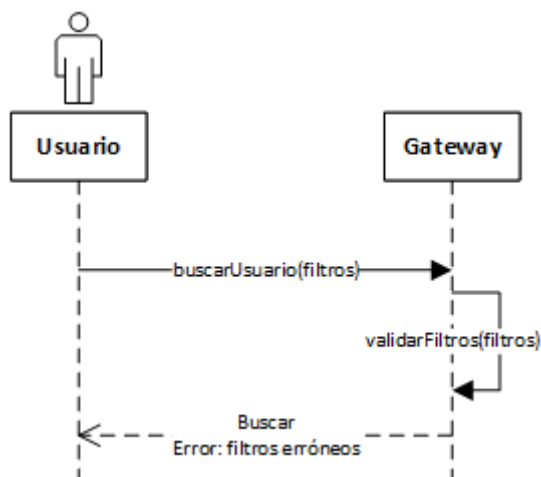 Usuario
Gateway
buscarUsuario(filtros)
validarFiltros(filtros)
Buscar
Error: filtros erróneos